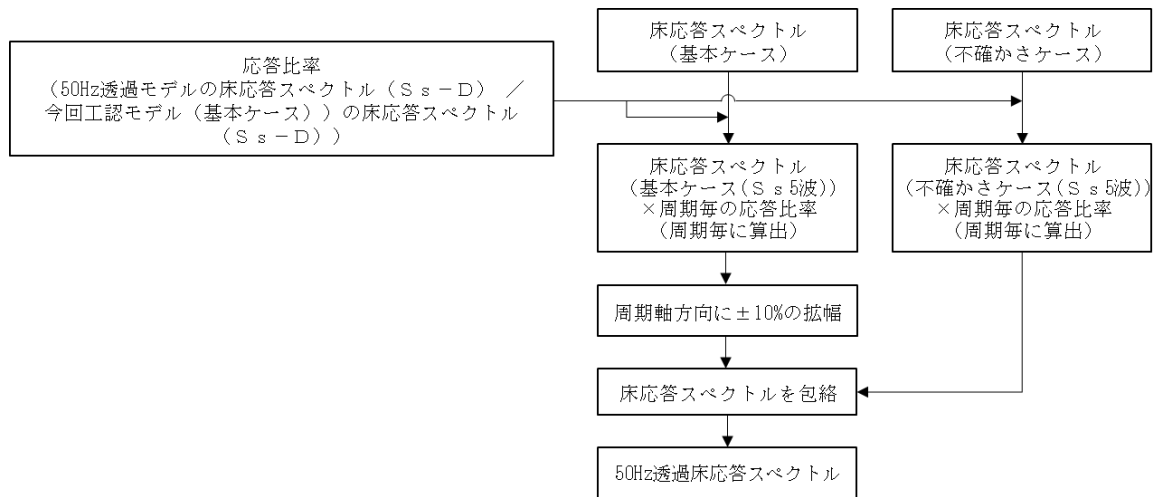 床応答スペクトル
(基本ケース)
床応答スペクトル
(不確かさケース)
応答比率
(50Hz透過モデルの床応答スペクトル(Ss-D) /
今回工認モデル(基本ケース))の床応答スペクトル
(Ss-D))
床応答スペクトル
(基本ケース(Ss5波))
×周期毎の応答比率
(周期毎に算出)
床応答スペクトル
(不確かさケース(Ss5波))
×周期毎の応答比率
(周期毎に算出)
周期軸方向に±10%の拡幅
床応答スペクトルを包絡
50Hz透過床応答スペクトル